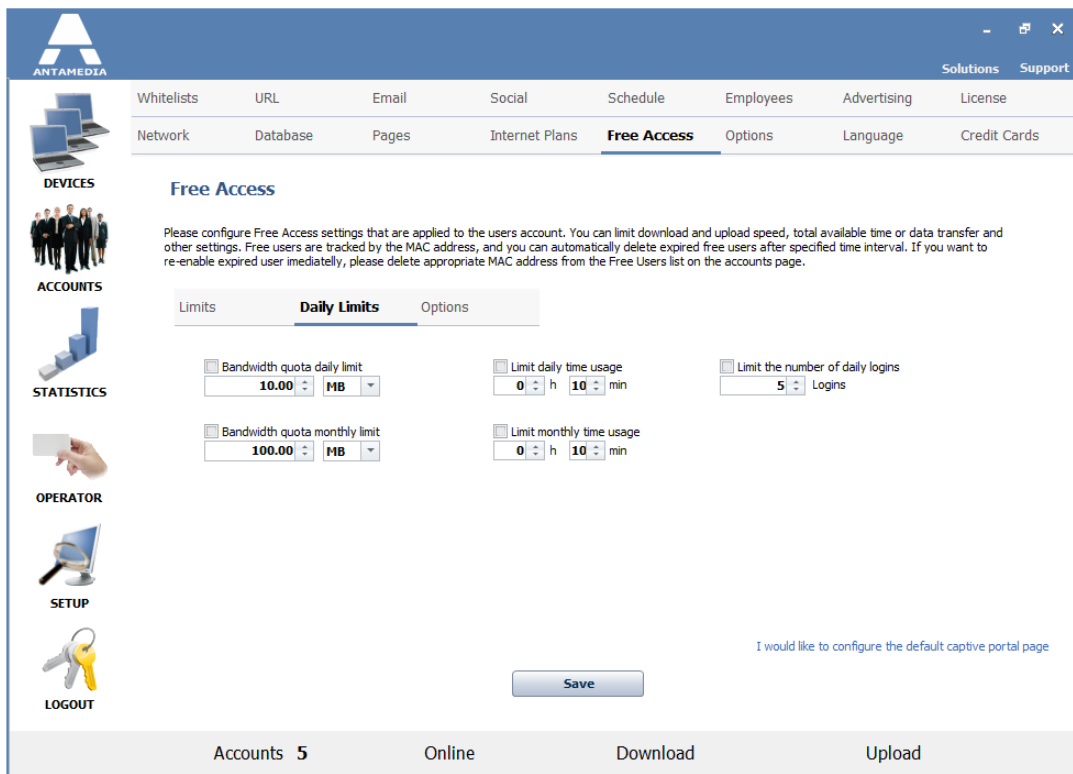 ANTAMEDIA
Solutions Support
Whitelists URL Email Social Schedule Employees Advertising License
Network Database Pages Internet Plans Free Access Options Language Credit Cards
DEVICES
ACCOUNTS
STATISTICS
OPERATOR
SETUP
LOGOUT
Free Access
Please configure Free Access settings that are applied to the users account. You can limit download and upload speed, total available time or data transfer and
other settings. Free users are tracked by the MAC address, and you can automatically delete expired free users after specified time interval. If you want to
re-enable expired user imediatelly, please delete appropriate MAC address from the Free Users list on the accounts page.
Limits Daily Limits Options
Bandwidth quota daily limit
10.00 MB
Limit daily time usage
0 h 10 min
Limit the number of daily logins
5 Logins
Bandwidth quota monthly limit
100.00 MB
Limit monthly time usage
0 h 10 min
I would like to configure the default captive portal page
Save
Accounts 5 Online Download Upload